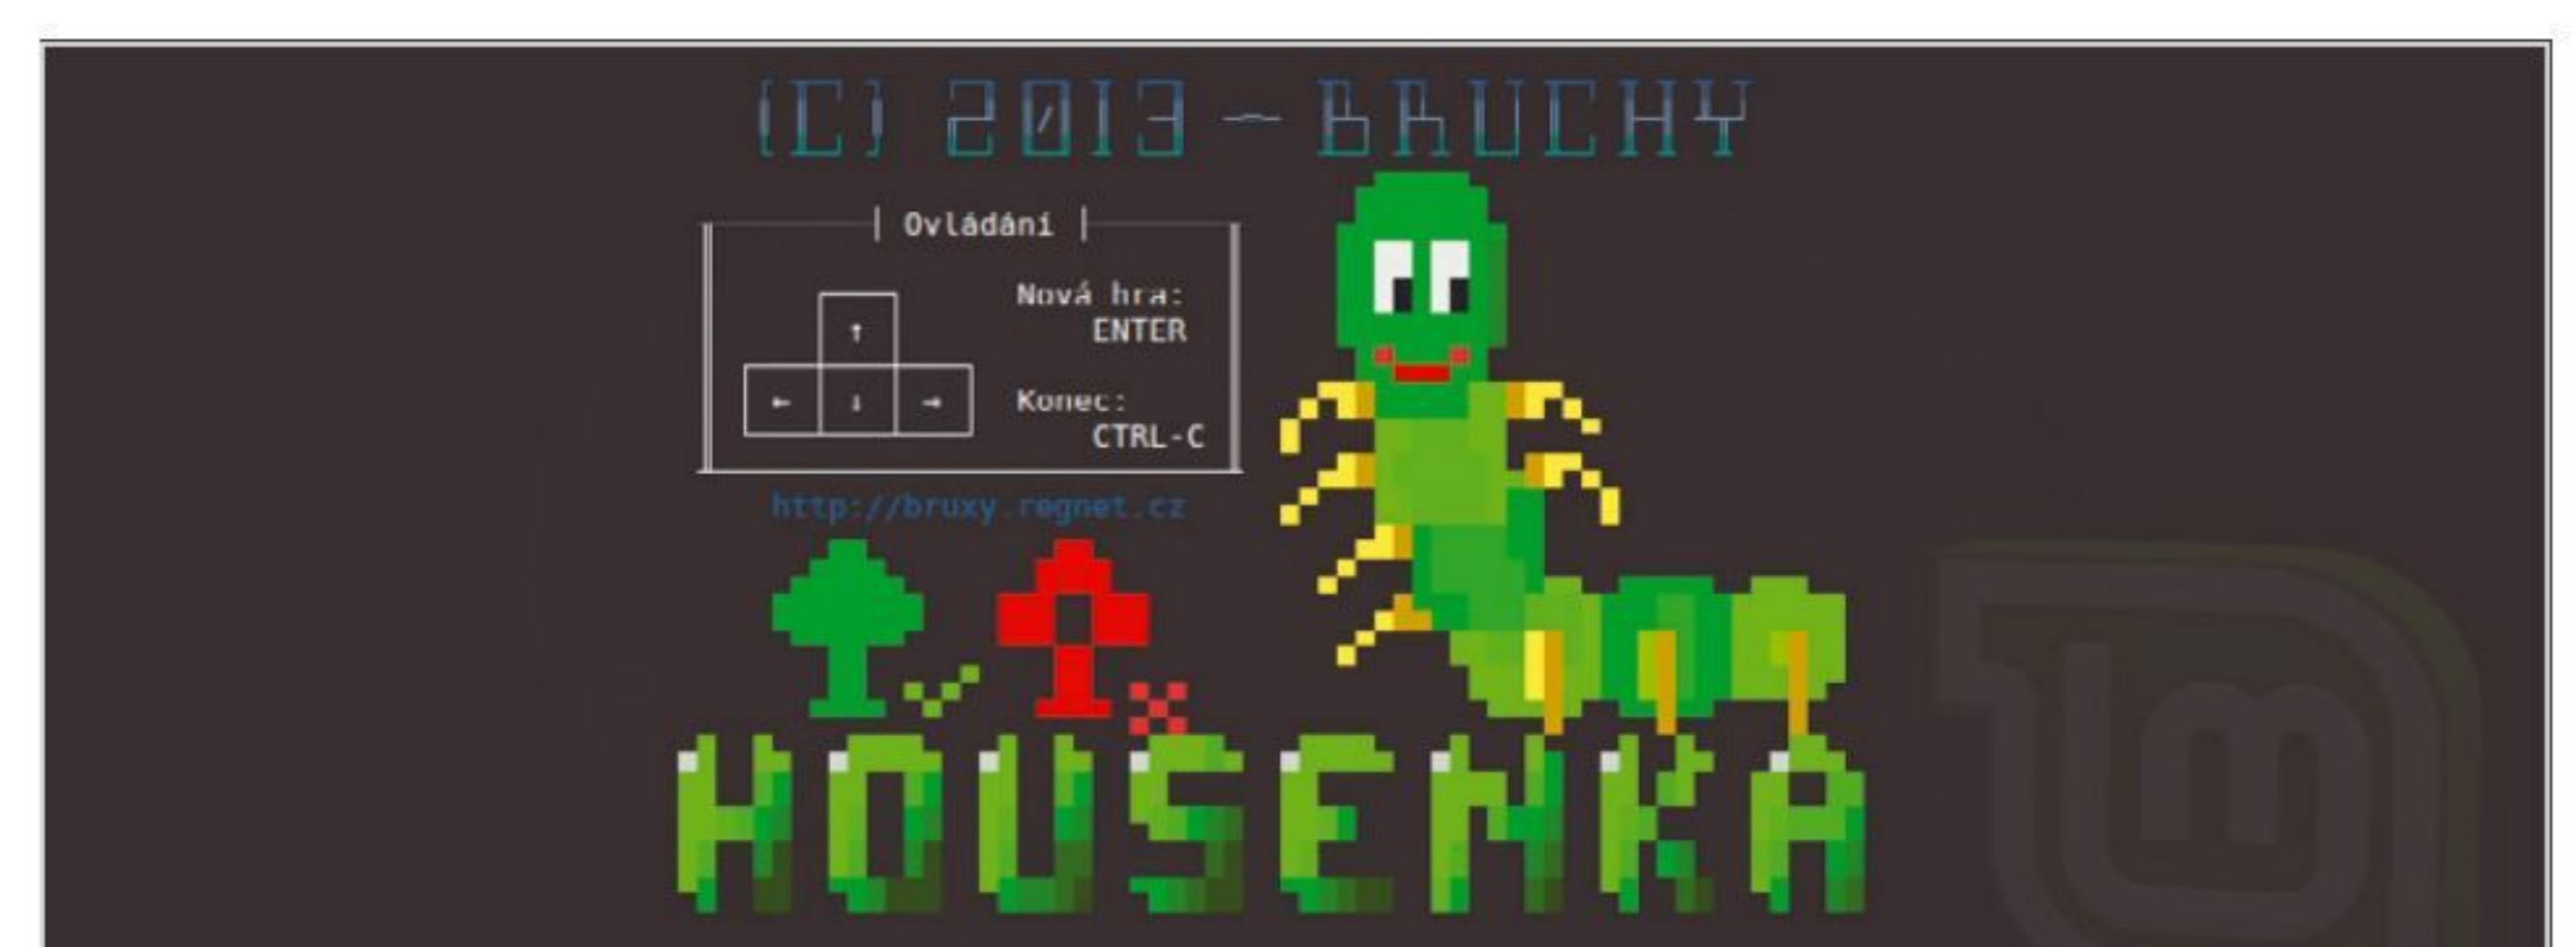 (C) 2013 – BRUCHY
Ovládání
Nová hra:
↑
ENTER
← ↓ →
Konec:
CTRL-C
http://bruxy.regnet.cz
HOUSENKA